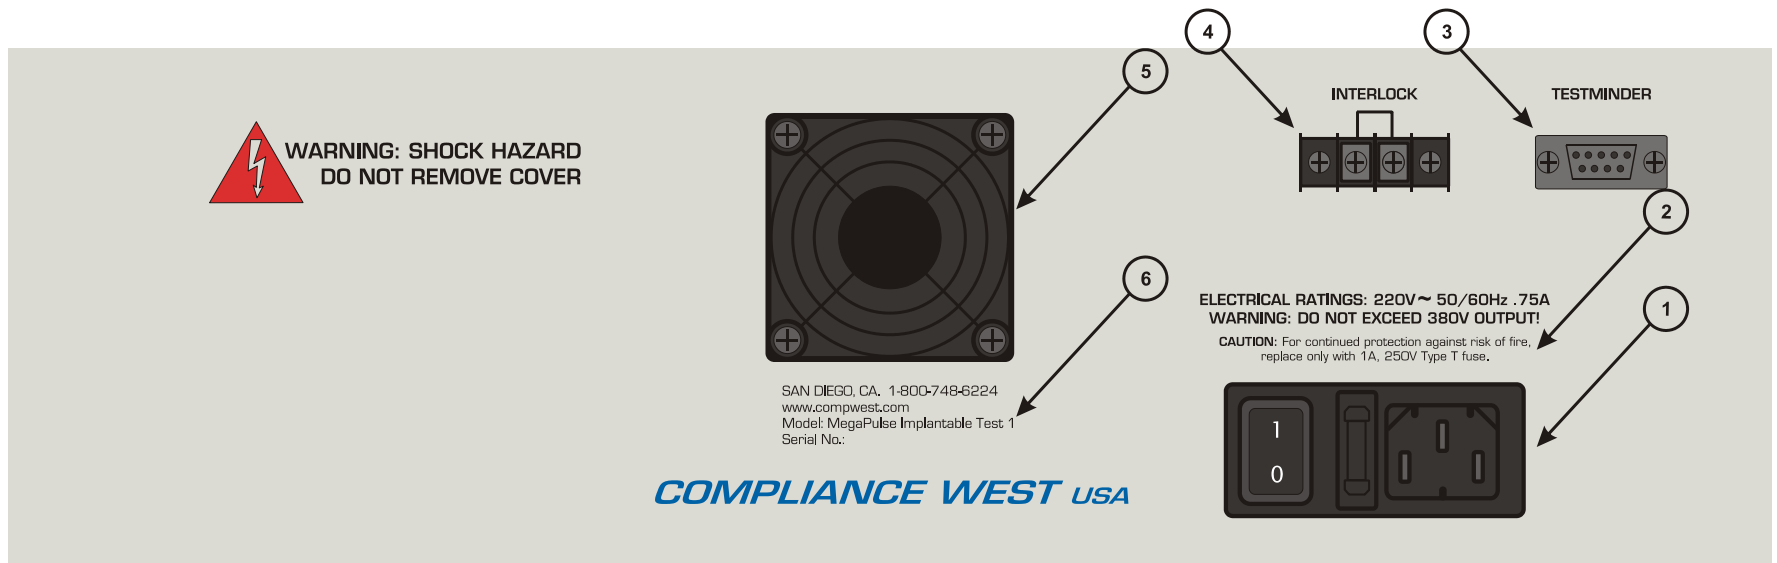 4
3
5
INTERLOCK
TESTMINDER
WARNING: SHOCK HAZARD
DO NOT REMOVE COVER
2
6
ELECTRICAL RATINGS: 220V~ 50/60Hz .75A
WARNING: DO NOT EXCEED 380V OUTPUT!
1
CAUTION: For continued protection against risk of fire,
replace only with 1A, 250V Type T fuse.
SAN DIEGO, CA. 1-800-748-6224
www.compwest.com
Model: MegaPulse Implantable Test 1
Serial No.:
1
0
COMPLIANCE WEST USA